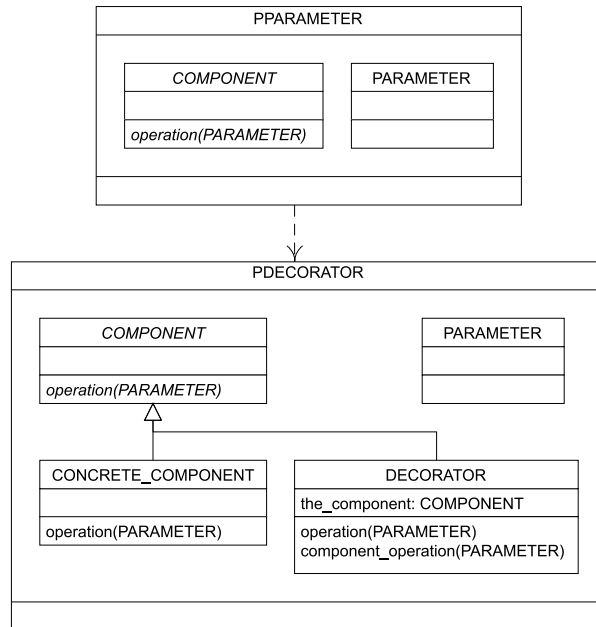 PPARAMETER
COMPONENT
PARAMETER
operation(PARAMETER)
PDECORATOR
COMPONENT
PARAMETER
operation(PARAMETER)
CONCRETE_COMPONENT
DECORATOR
the_component: COMPONENT
operation(PARAMETER)
operation(PARAMETER)
component_operation(PARAMETER)